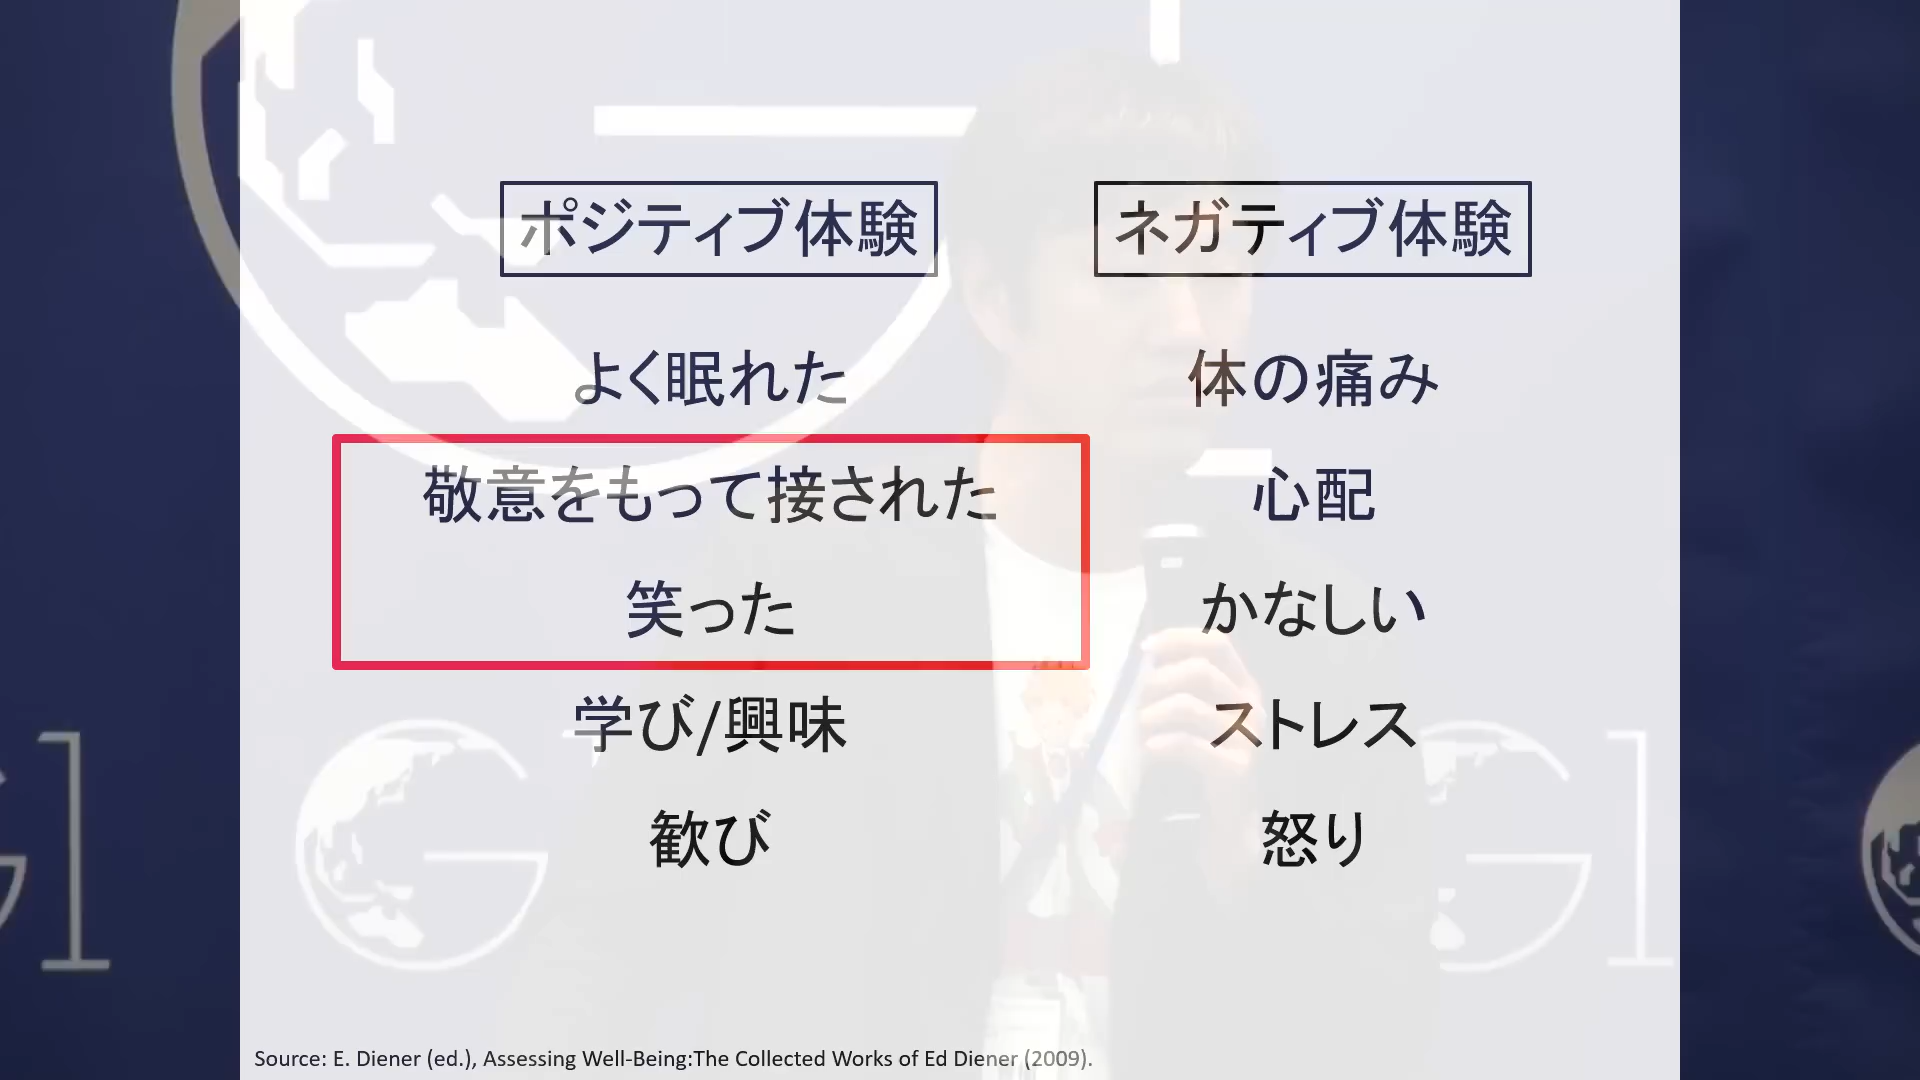 ポジティブ体験
ネガティブ体験
よく眠れた
体の痛み
敬意をもって接された
心配
笑った
かなしい
学び/興味
ストレス
歓び
怒り
G1
G1
G1
Source: E. Diener (ed.), Assessing Well-Being:The Collected Works of Ed Diener (2009).